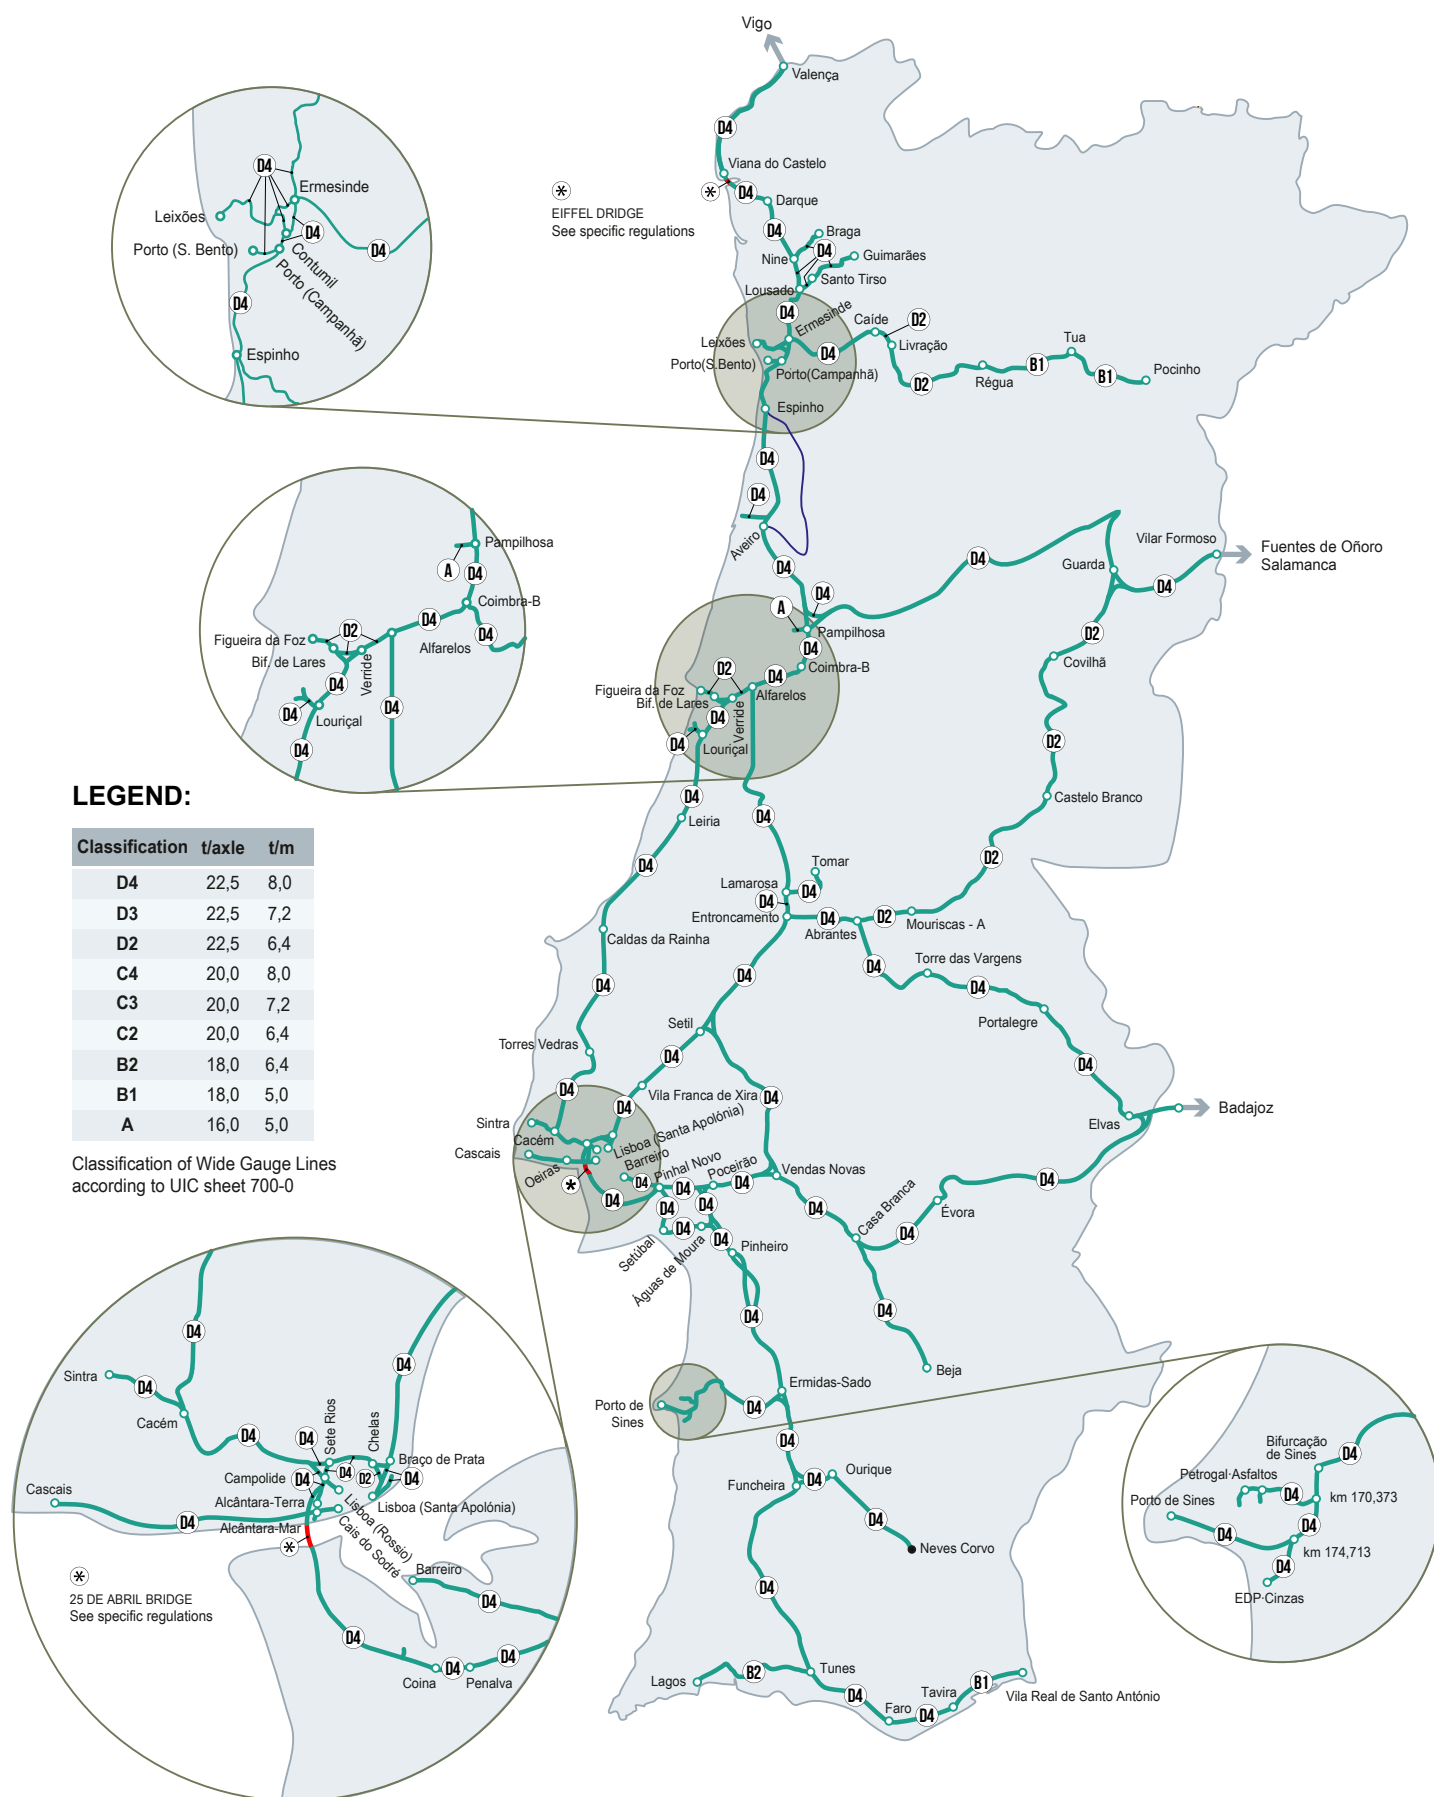 Vigo
Valença
D4
Viana do Castelo
D4
Darque
EIFFEL DRIDGE
See specific regulations
D4
Braga
D4
Nine
Guimarães
Santo Tirso
Lousado
D4
Ermesinde
Caíde
D2
Leixões
D4
Livração
Tua
Porto(S.Bento)
Porto(Campanhã)
D2
Régua
B1
B1
Pocinho
Espinho
D4
D4
Aveiro
D4
D4
Guarda
Vilar Formoso
Fuentes de Oñoro
Salamanca
D4
A
D4
Pampilhosa
D4
Coimbra-B
D2
Covilhã
D2
D4
Figueira da Foz
Alfarelos
Bif. de Lares
D4
Verride
D4
Louriçal
D2
D4
Leiria
D4
Castelo Branco
D4
D2
Tomar
Lamarosa
D4
D4
Entroncamento
D4
D2
Mouriscas - A
Abrantes
Caldas da Rainha
D4
D4
Torre das Vargens
D4
D4
Portalegre
Setil
Torres Vedras
D4
D4
D4
Vila Franca de Xira
D4
D4
Elvas
Badajoz
Sintra
Cacém
Lisboa (Santa Apolónia)
Cascais
Oeiras
Barreiro
Pinhal Novo
Poceirão
Vendas Novas
D4
D4
D4
D4
D4
D4
D4
D4
Setúbal
Águas de Moura
D4
Pinheiro
D4
Casa Branca
D4
Évora
D4
D4
D4
Beja
Ermidas-Sado
Porto de
Sines
D4
D4
Funcheira
D4
Ourique
D4
Neves Corvo
D4
Lagos
B2
Tunes
D4
Faro
D4
Tavira
B1
Vila Real de Santo António
D4
Ermesinde
Leixões
Porto (S. Bento)
D4
D4
Contumil
Porto (Campanhã)
D4
Espinho
Pampilhosa
A
D4
Coimbra-B
D4
D4
D2
Figueira da Foz
Alfarelos
Bif. de Lares
Verride
D4
D4
D4
Louriçal
D4
LEGEND:
Classification t/axle t/m
D4 22,5 8,0
D3 22,5 7,2
D2 22,5 6,4
C4 20,0 8,0
C3 20,0 7,2
C2 20,0 6,4
B2 18,0 6,4
B1 18,0 5,0
A 16,0 5,0
Classification of Wide Gauge Lines
according to UIC sheet 700-0
D4
D4
Sintra
D4
Cacém
D4
D4
Sete Rios
Chelas
Braço de Prata
D4
D4
D2
D4
Campolide
Cascais
Alcântara-Terra
Lisboa (Santa Apolónia)
D4
Alcântara-Mar
Lisboa (Rossio)
Cais do Sodré
Barreiro
25 DE ABRIL BRIDGE
See specific regulations
D4
D4
D4
D4
Coina
Penalva
Bifurcação
de Sines
D4
Petrogal·Asfaltos
D4
km 170,373
Porto de Sines
D4
D4
km 174,713
D4
EDP·Cinzas